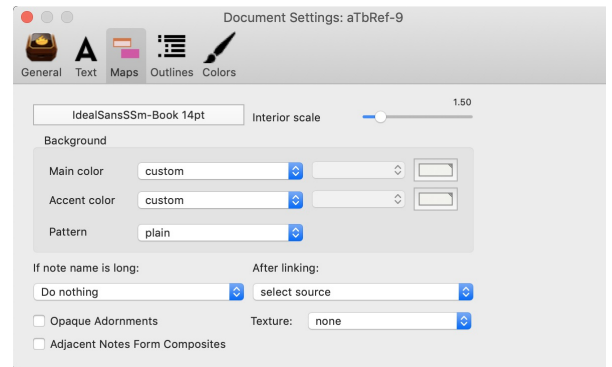 Document Settings: aTbRef-9
General Text Maps Outlines Colors
IdealSansSSm-Book 14pt Interior scale 1.50
Background
Main color custom
Accent color custom
Pattern plain
If note name is long: After linking:
Do nothing select source
Opaque Adornments Texture: none
Adjacent Notes Form Composites